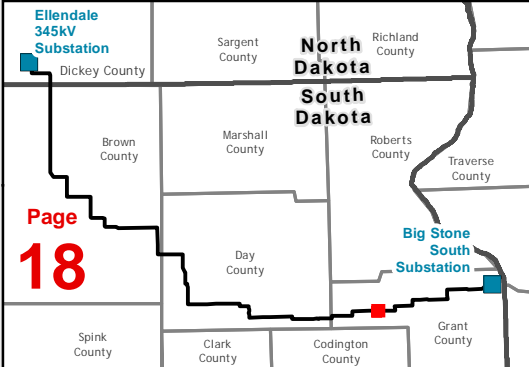 Ellendale
345kV
Substation
Dickey County
Sargent
County
North
Dakota
Richland
County
South
Dakota
Brown
County
Marshall
County
Roberts
County
Traverse
County
Page
18
Day
County
Big Stone
South
Substation
Spink
County
Clark
County
Codington
County
Grant
County